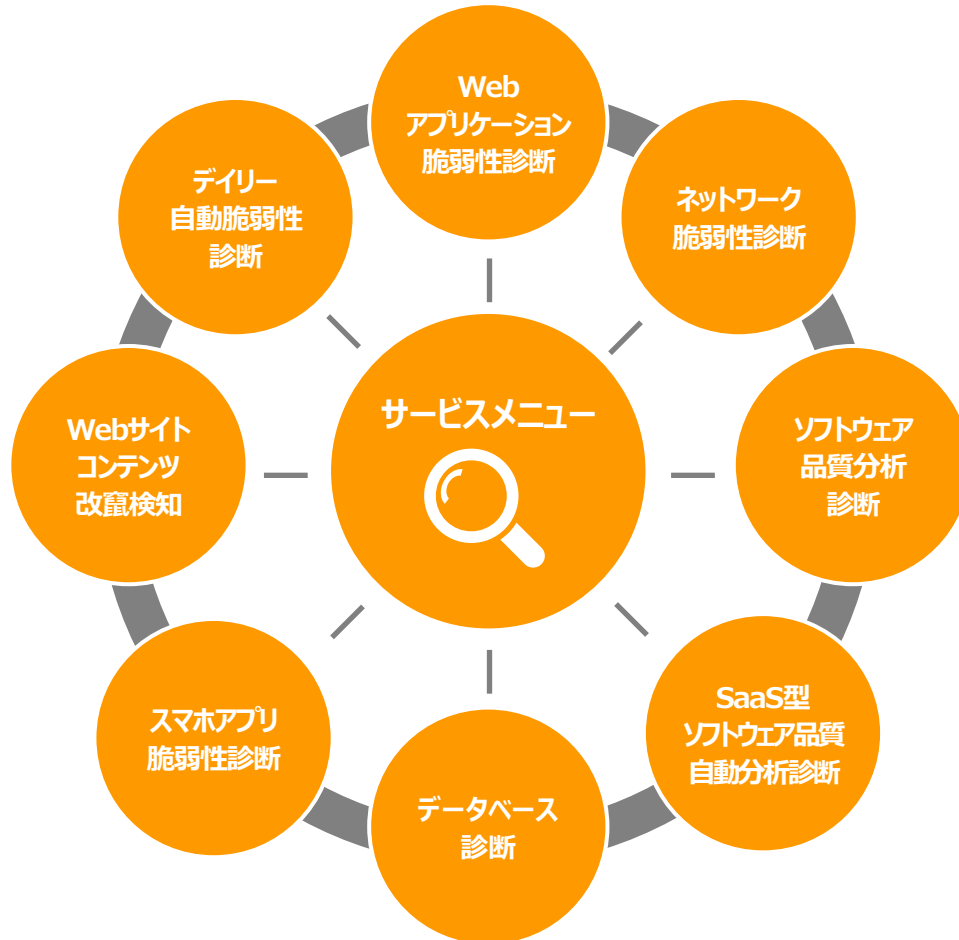 Web
アプリケーション
脆弱性診断
ネットワーク
脆弱性診断
ソフトウェア
品質分析
診断
SaaS型
ソフトウェア品質
自動分析診断
データベース
診断
スマホアプリ
脆弱性診断
Webサイト
コンテンツ
改竄検知
デイリー
自動脆弱性
診断
サービスメニュー